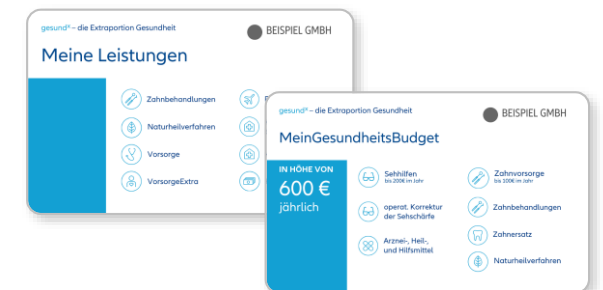 gesund⁺ – die Extraportion Gesundheit
BEISPIEL GMBH
Meine Leistungen
Zahnbehandlungen
Naturheilverfahren
Vorsorge
VorsorgeExtra
gesund⁺ – die Extraportion Gesundheit
BEISPIEL GMBH
MeinGesundheitsBudget
IN HÖHE VON
600 €
jährlich
Sehhilfen
bis 200€ im Jahr
operat. Korrektur
der Sehschärfe
Arznei-, Heil-,
und Hilfsmittel
Zahnvorsorge
bis 100€ im Jahr
Zahnbehandlungen
Zahnersatz
Naturheilverfahren